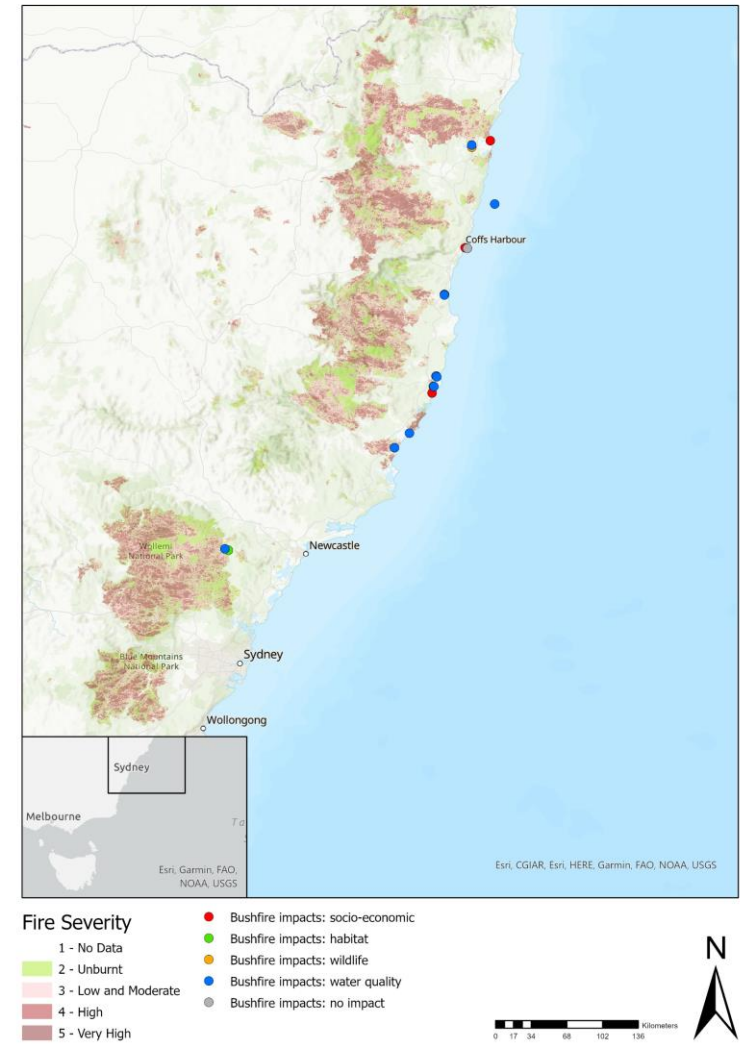 Coffs Harbour
Wollemi
National Park
Newcastle
Blue Mountains
National Park
Sydney
Wollongong
Sydney
Melbourne
Ta
Esri, Garmin, FAO,
NOAA, USGS
Esri, CGIAR, Esri, HERE, Garmin, FAO, NOAA, USGS
Fire Severity
1 - No Data
2 - Unburnt
3 - Low and Moderate
4 - High
5 - Very High
Bushfire impacts: socio-economic
Bushfire impacts: habitat
Bushfire impacts: wildlife
Bushfire impacts: water quality
Bushfire impacts: no impact
N
Kilometers
0 17 34 68 102 136